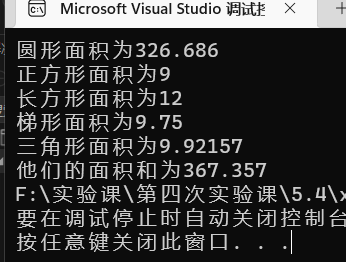 Microsoft Visual Studio 调试
圆形面积为326.686
正方形面积为9
长方形面积为12
梯形面积为9.75
三角形面积为9.92157
他们的面积和为367.357
F:\实验课\第四次实验课\5.4\x
要在调试停止时自动关闭控制台
按任意键关闭此窗口. . .